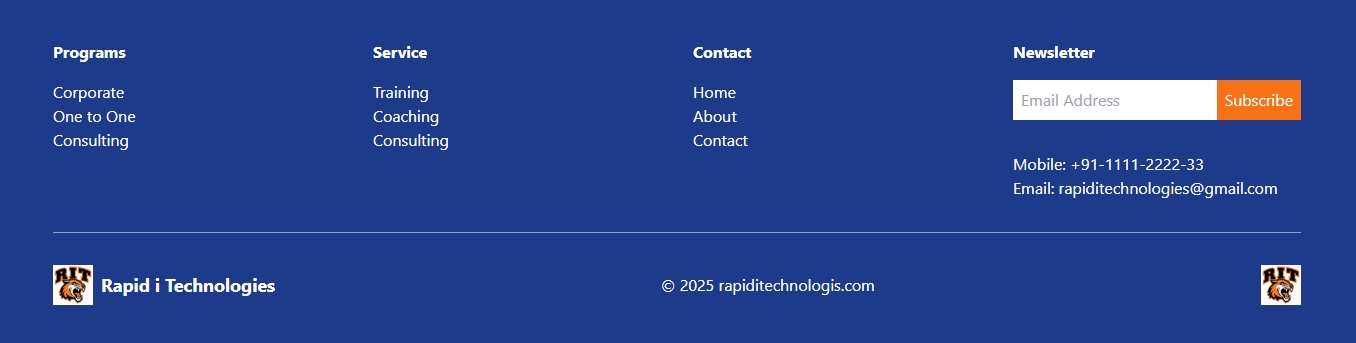 Programs
Corporate
One to One
Consulting
Service
Training
Coaching
Consulting
Contact
Home
About
Contact
Newsletter
Email Address
Subscribe
Mobile: +91-1111-2222-33
Email: rapiditechnologies@gmail.com
RIT
Rapid i Technologies
© 2025 rapiditechnologis.com
RIT